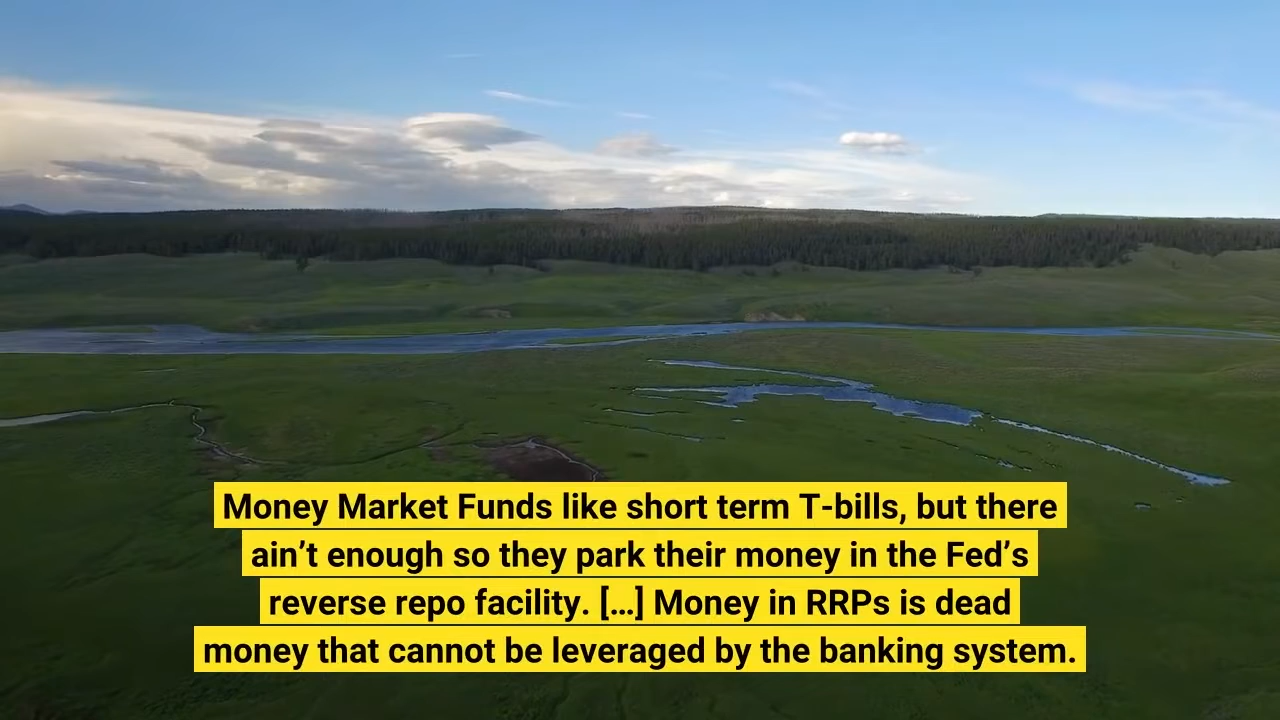 Money Market Funds like short term T-bills, but there
ain’t enough so they park their money in the Fed’s
reverse repo facility. […] Money in RRPs is dead
money that cannot be leveraged by the banking system.